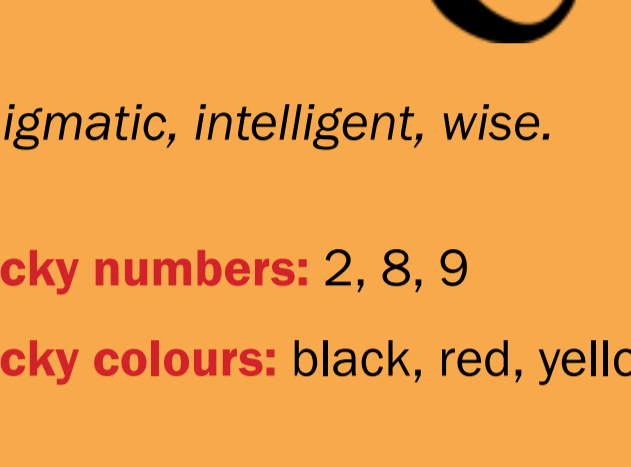 igmatic, intelligent, wise.
cky numbers: 2, 8, 9
cky colours: black, red, yello